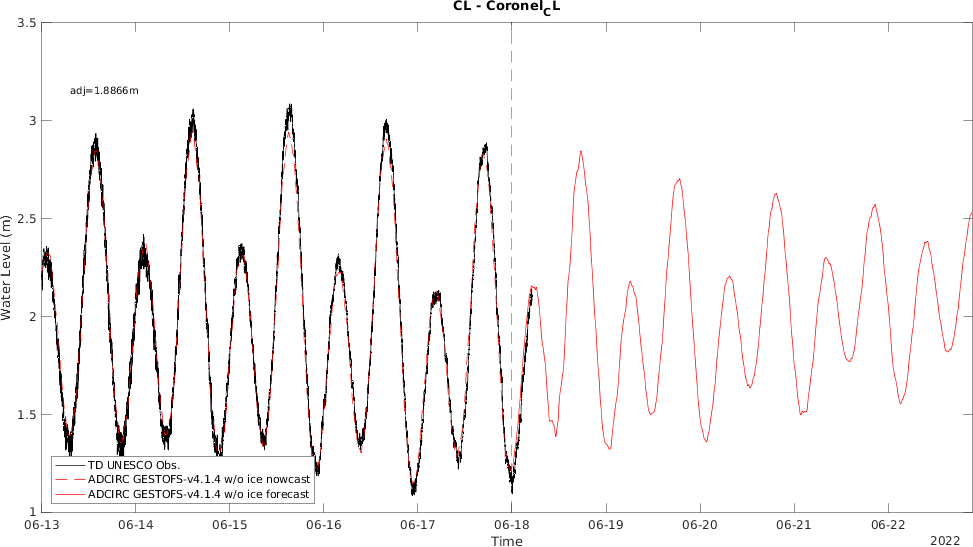 CL - Coronel_CL
3.5
adj=1.8866m
3
2.5
Water Level (m)
2
1.5
TD UNESCO Obs.
ADCIRC GESTOFS-v4.1.4 w/o ice nowcast
ADCIRC GESTOFS-v4.1.4 w/o ice forecast
1
06-13 06-14 06-15 06-16 06-17 06-18 06-19 06-20 06-21 06-22
Time
2022